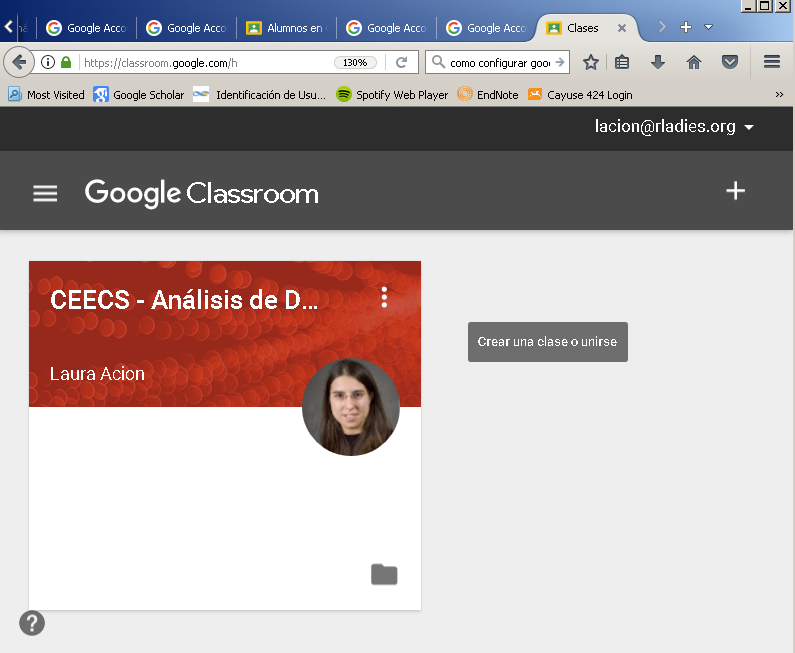 Google Acco
Google Acco
Alumnos en
Google Acco
Google Acco
Clases
https://classroom.google.com/h
130%
como configurar goo
Most Visited
Google Scholar
Identificación de Usu...
Spotify Web Player
EndNote
Cayuse 424 Login
lacion@rladies.org
Google Classroom
CEECS - Análisis de D...
Laura Acion
Crear una clase o unirse